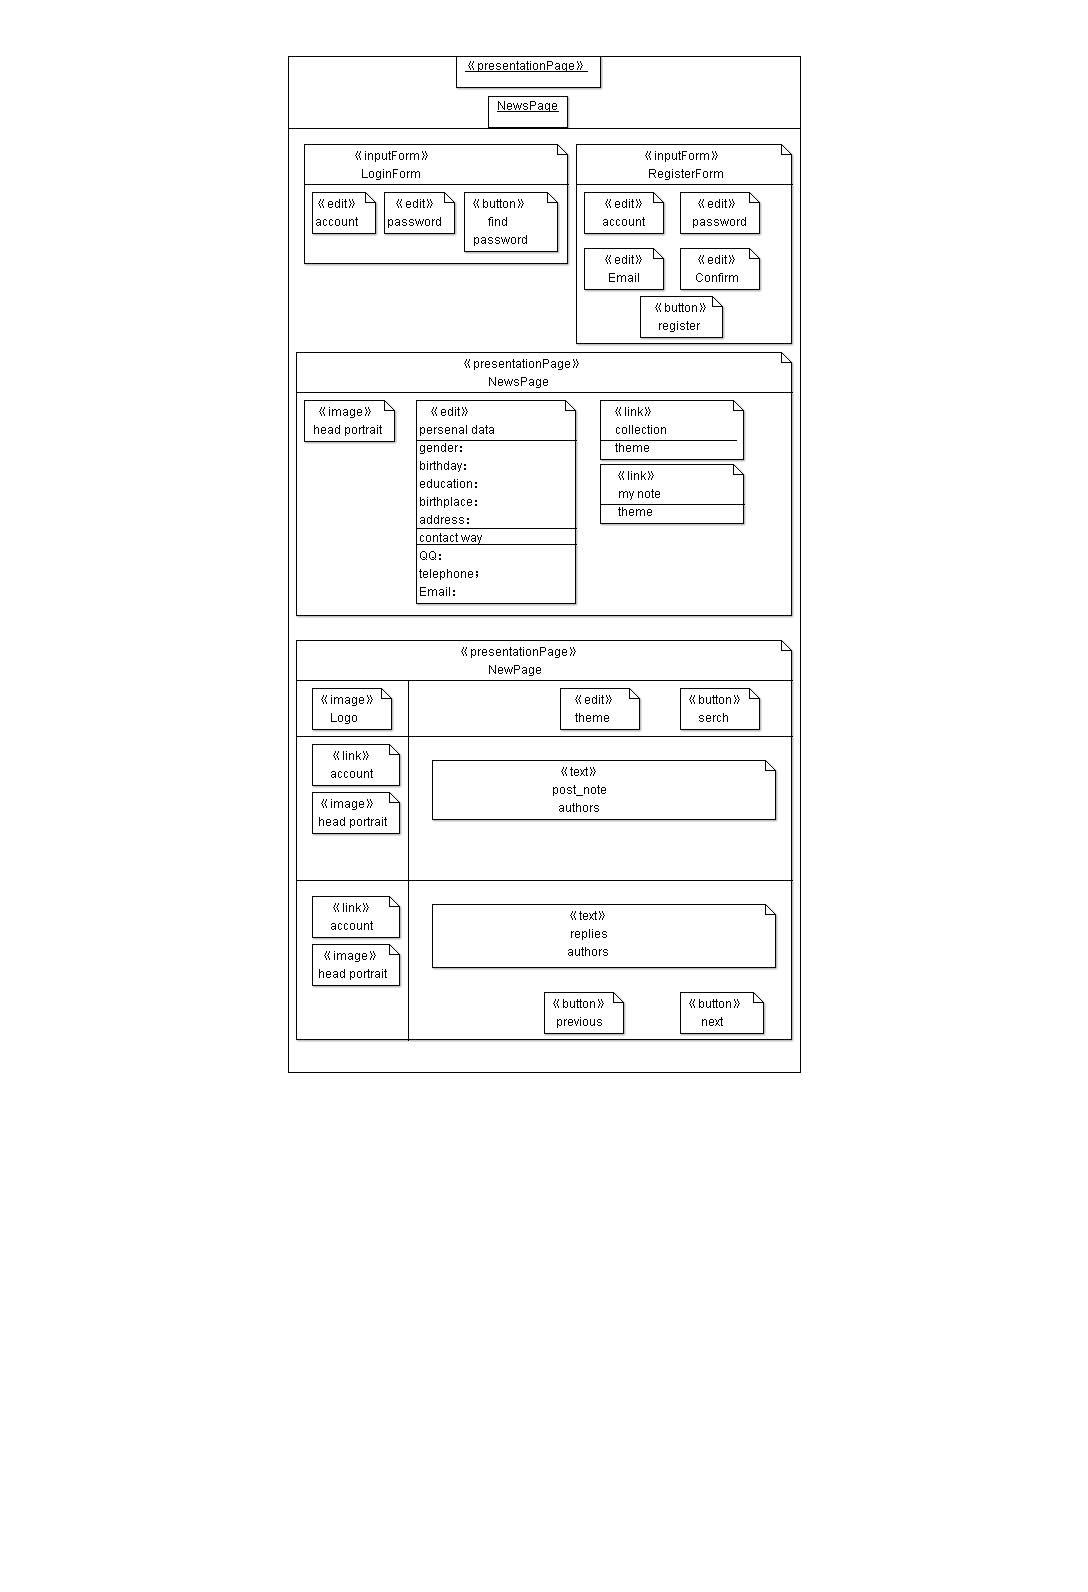 《presentationPage》
NewsPage
《inputForm》
LoginForm
《edit》
account
《edit》
password
《button》
find
password
《inputForm》
RegisterForm
《edit》
account
《edit》
password
《edit》
Email
《edit》
Confirm
《button》
register
《presentationPage》
NewsPage
《image》
head portrait
《edit》
persenal data
gender：
birthday：
education：
birthplace：
address：
contact way
QQ：
telephone；
Email：
《link》
collection
theme
《link》
my note
theme
《presentationPage》
NewPage
《image》
Logo
《edit》
theme
《button》
serch
《link》
account
《image》
head portrait
《text》
post_note
authors
《link》
account
《image》
head portrait
《text》
replies
authors
《button》
previous
《button》
next